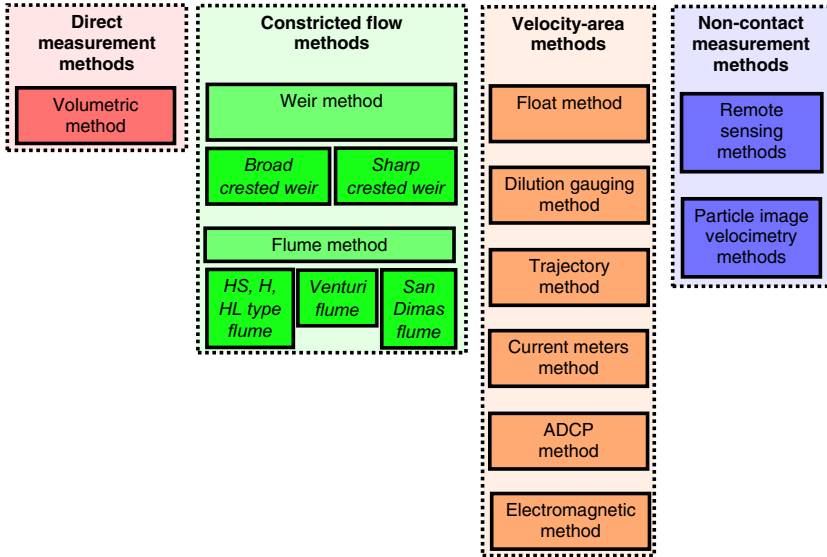 Direct
measurement
methods
Volumetric
method
Constricted flow
methods
Weir method
Broad
crested weir
Sharp
crested weir
Flume method
HS, H,
HL type
flume
Venturi
flume
San
Dimas
flume
Velocity-area
methods
Float method
Dilution gauging
method
Trajectory
method
Current meters
method
ADCP
method
Electromagnetic
method
Non-contact
measurement
methods
Remote
sensing
methods
Particle image
velocimetry
methods